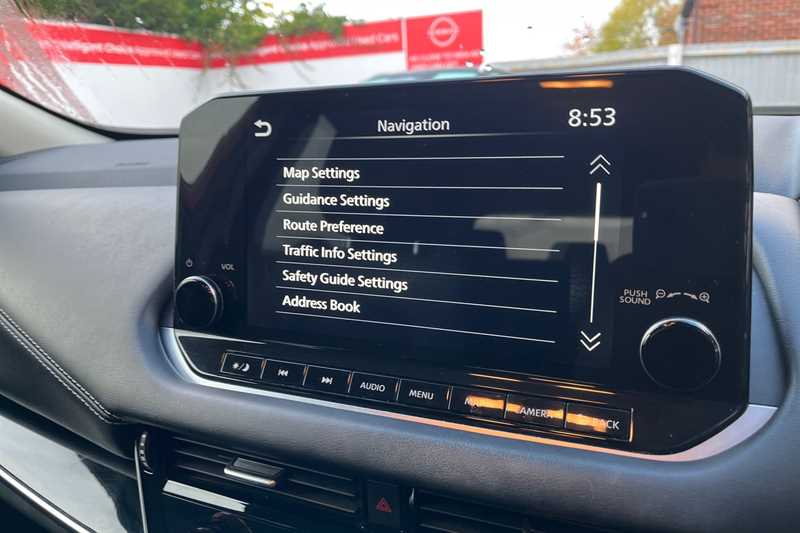 Navigation
8:53
Map Settings
Guidance Settings
Route Preference
Traffic Info Settings
Safety Guide Settings
Address Book
VOL
PUSH
SOUND
AUDIO
MENU
CAMERA
BACK